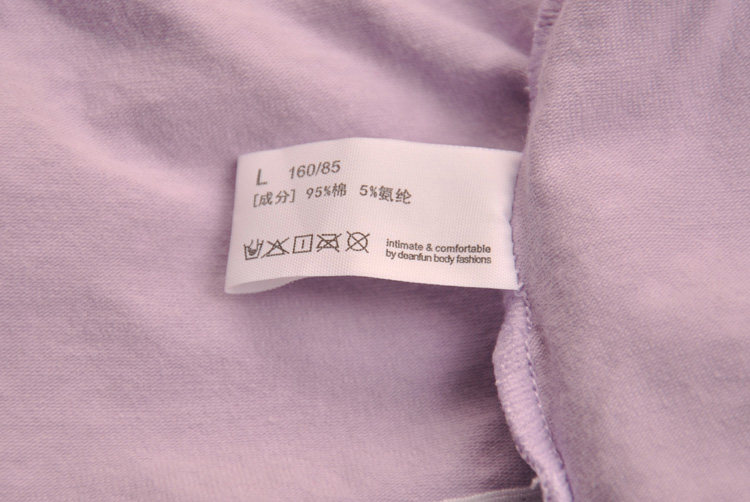 L 160/85
[成分] 95%棉 5%氨纶
intimate & comfortable
by deanfun body fashions